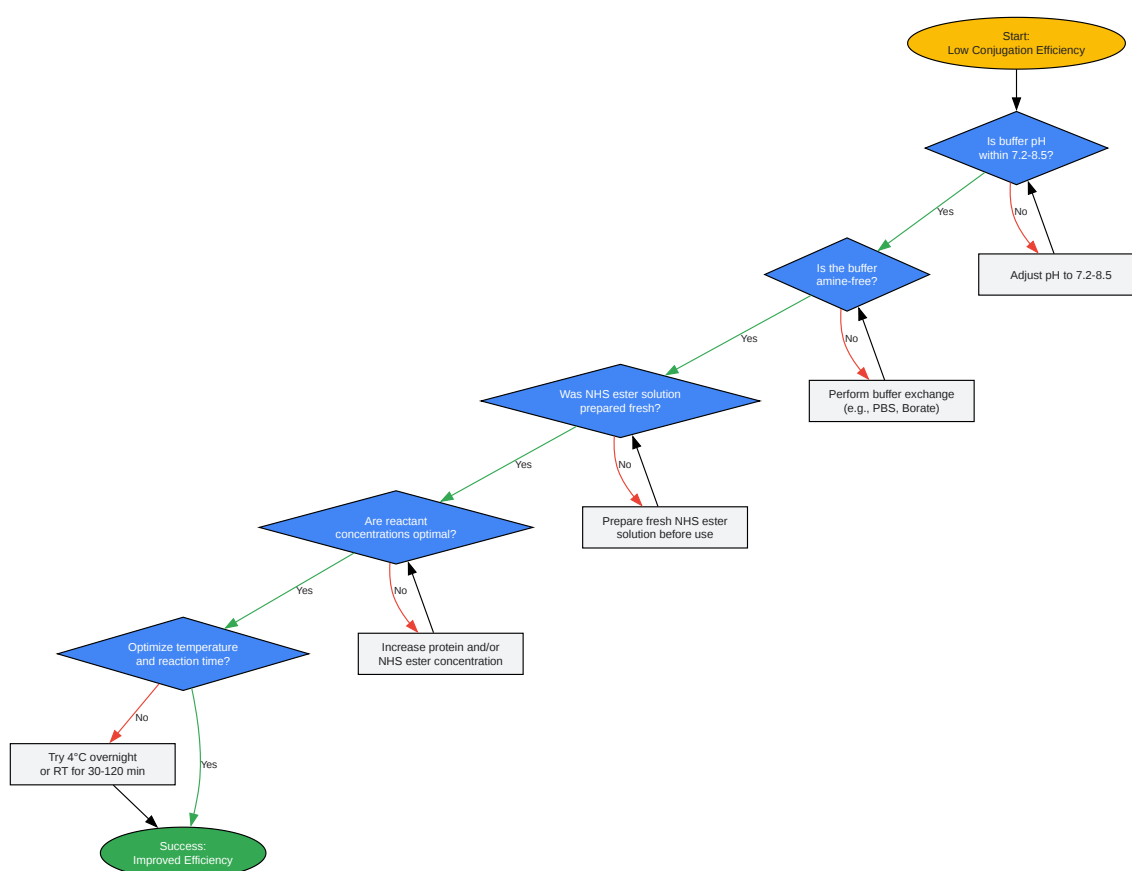 Start:
Low Conjugation Efficiency
Is buffer pH
within 7.2-8.5?
Yes
No
Adjust pH to 7.2-8.5
Is the buffer
amine-free?
Yes
No
Perform buffer exchange
(e.g., PBS, Borate)
Was NHS ester solution
prepared fresh?
Yes
No
Prepare fresh NHS ester
solution before use
Are reactant
concentrations optimal?
Yes
No
Increase protein and/or
NHS ester concentration
Optimize temperature
and reaction time?
No
Yes
Try 4°C overnight
or RT for 30-120 min
Success:
Improved Efficiency